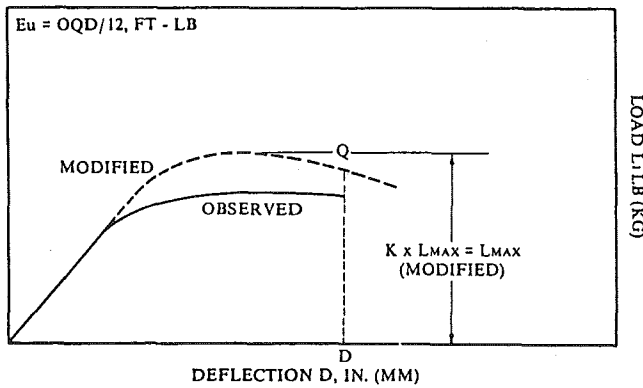 Eu = OQD/12, FT - LB
Q
MODIFIED
OBSERVED
K x LMAX = LMAX
(MODIFIED)
D
DEFLECTION D, IN. (MM)
LOAD L, LB (KG)